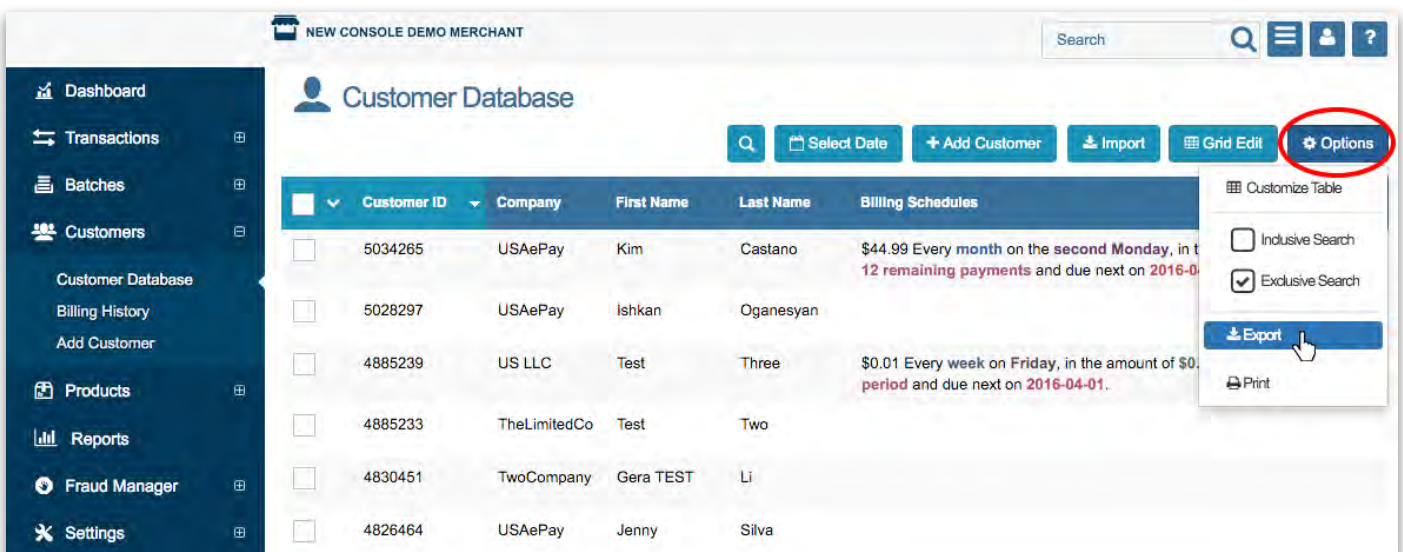 NEW CONSOLE DEMO MERCHANT
Search
?
Dashboard
Transactions
Batches
Customers
Customer Database
Billing History
Add Customer
Products
Reports
Fraud Manager
Settings
Customer Database
Select Date + Add Customer Import Grid Edit Options
Customer ID Company First Name Last Name Billing Schedules
5034265 USAePay Kim Castano $44.99 Every month on the second Monday, in t
12 remaining payments and due next on 2016-0
5028297 USAePay Ishkan Oganesyan
4885239 US LLC Test Three $0.01 Every week on Friday, in the amount of $0.
period and due next on 2016-04-01.
4885233 TheLimitedCo Test Two
4830451 TwoCompany Gera TEST Li
4826464 USAePay Jenny Silva
Customize Table
Inclusive Search
Exclusive Search
Export
Print